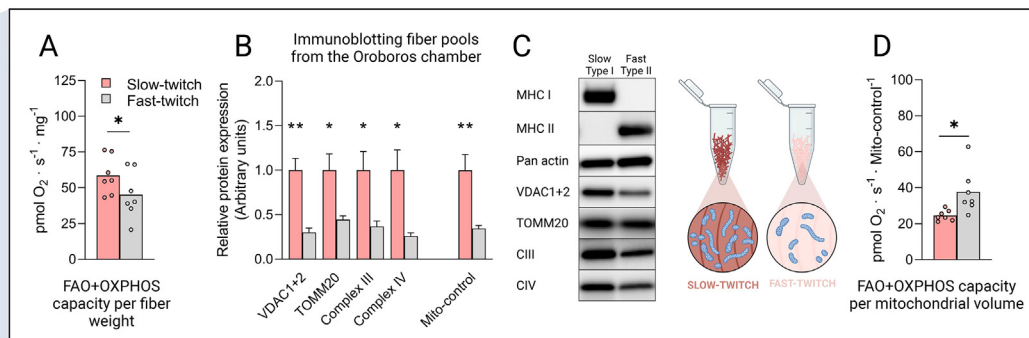 A
125
100
75
50
25
0
pmol O₂ · s⁻¹ · mg⁻¹
Slow-twitch
Fast-twitch
*
FAO+OXPHOS
capacity per fiber
weight
B
Immunoblotting fiber pools
from the Oroboros chamber
Relative protein expression
(Arbitrary units)
2.0
1.5
1.0
0.5
0.0
** * * * **
VDAC1+2
TOMM20
Complex III
Complex IV
Mito-control
C
Slow Fast
Type I Type II
MHC I
MHC II
Pan actin
VDAC1+2
TOMM20
CIII
CIV
SLOW-TWITCH
FAST-TWITCH
D
100
80
60
40
20
0
pmol O₂ · s⁻¹ · Mito-control⁻¹
*
FAO+OXPHOS capacity
per mitochondrial volume